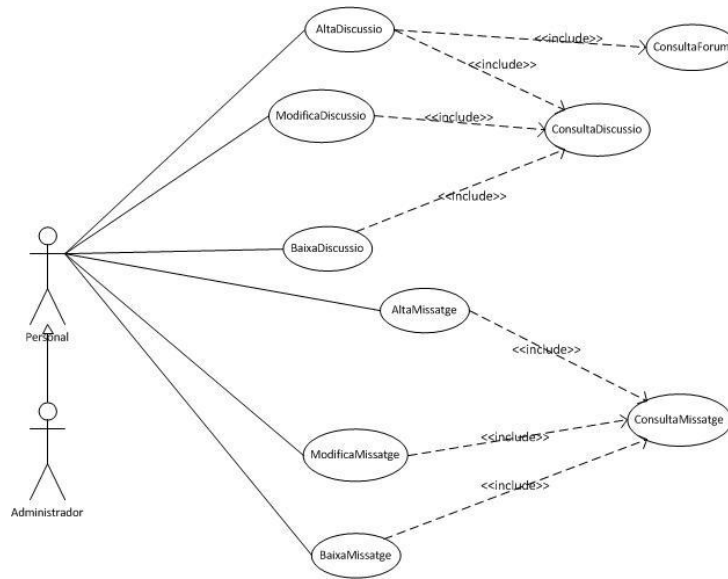 AltaDiscussio
<<include>>
ConsultaForum
<<include>>
ModificaDiscussio
<<include>>
ConsultaDiscussio
<<include>>
BaixaDiscussio
AltaMissatge
Personal
<<include>>
ConsultaMissatge
<<include>>
ModificaMissatge
<<include>>
Administrador
BaixaMissatge